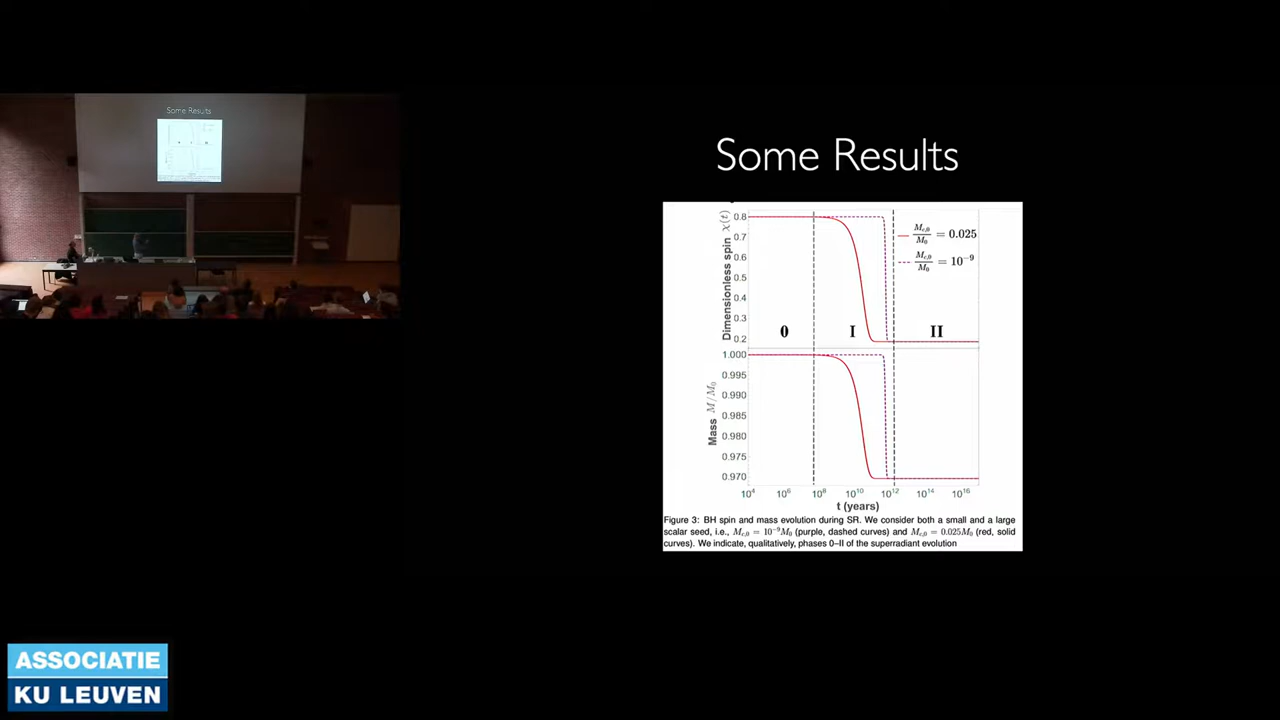 Some Results
Some Results
Dimensionless spin χ(t)
0.8
0.7
0.6
0.5
0.4
0.3
0.2
M_{c,0}/M_0 = 0.025
M_{c,0}/M_0 = 10^{-9}
0 I II
Mass M/M_0
1.000
0.995
0.990
0.985
0.980
0.975
0.970
10^4 10^6 10^8 10^{10} 10^{12} 10^{14} 10^{16}
t (years)
Figure 3: BH spin and mass evolution during SR. We consider both a small and a large
scalar seed, i.e., M_{c,0} = 10^{-9}M_0 (purple, dashed curves) and M_{c,0} = 0.025M_0 (red, solid
curves). We indicate, qualitatively, phases 0–II of the superradiant evolution
ASSOCIATIE
KU LEUVEN